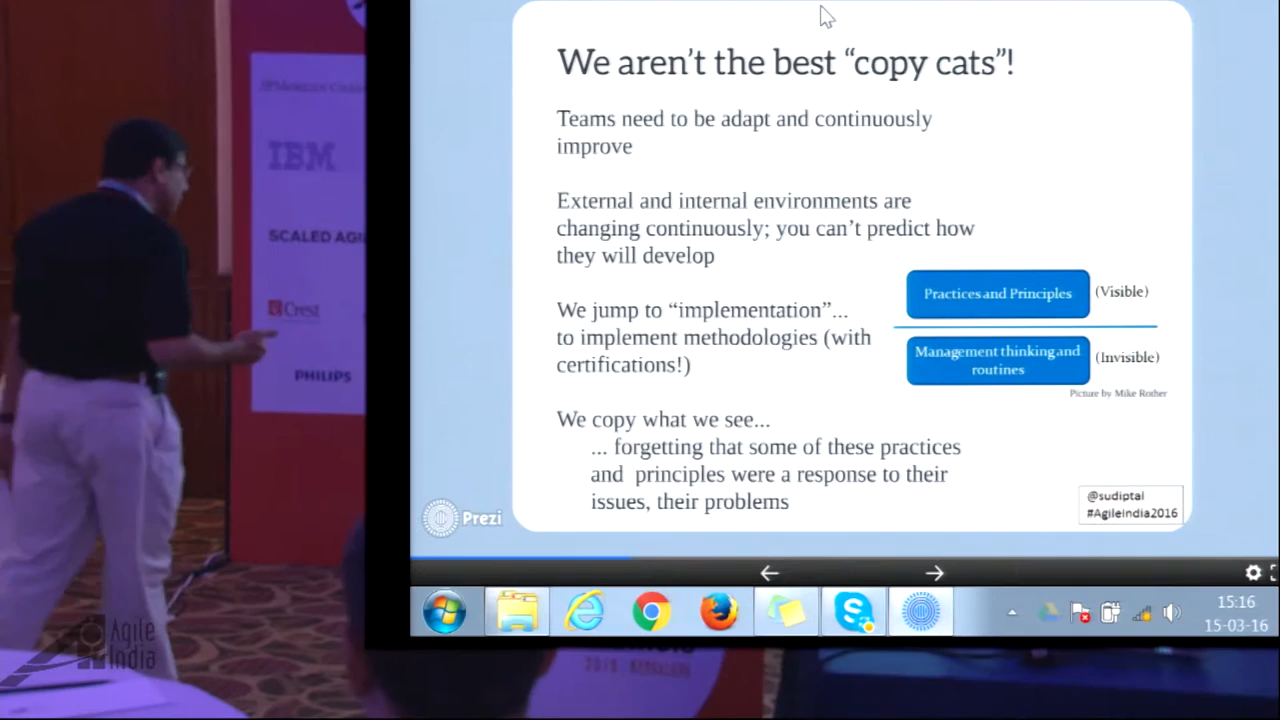 We aren't the best “copy cats”!
Teams need to be adapt and continuously
improve
External and internal environments are
changing continuously; you can't predict how
they will develop
We jump to “implementation”...
to implement methodologies (with
certifications!)
We copy what we see...
... forgetting that some of these practices
and principles were a response to their
issues, their problems
Practices and Principles
(Visible)
Management thinking and
routines
(Invisible)
Picture by Mike Rother
@sudiptal
#AgileIndia2016
Prezi
15:16
15-03-16
IBM
SCALED AGI
Crest
PHILIPS
Agile
India